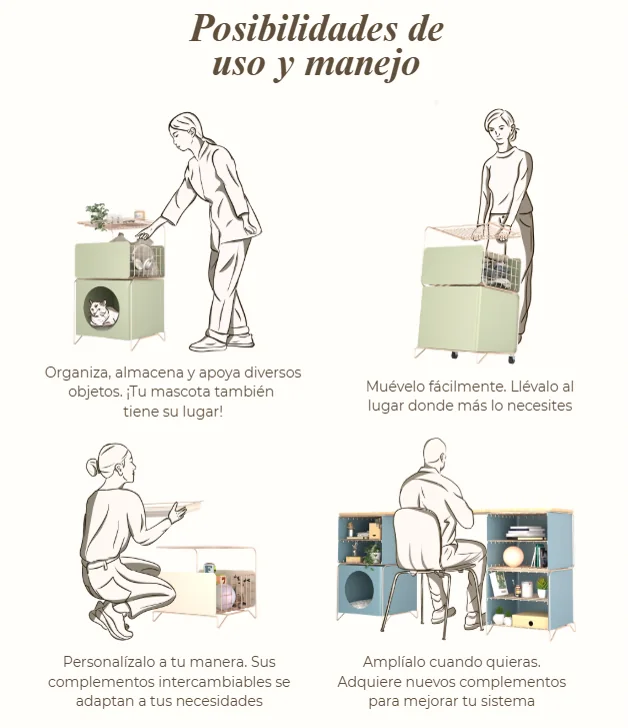 Posibilidades de
uso y manejo
Organiza, almacena y apoya diversos
objetos. ¡Tu mascota también
tiene su lugar!
Muévelo fácilmente. Llévalo al
lugar donde más lo necesites
Personalízalo a tu manera. Sus
complementos intercambiables se
adaptan a tus necesidades
Amplíalo cuando quieras.
Adquiere nuevos complementos
para mejorar tu sistema